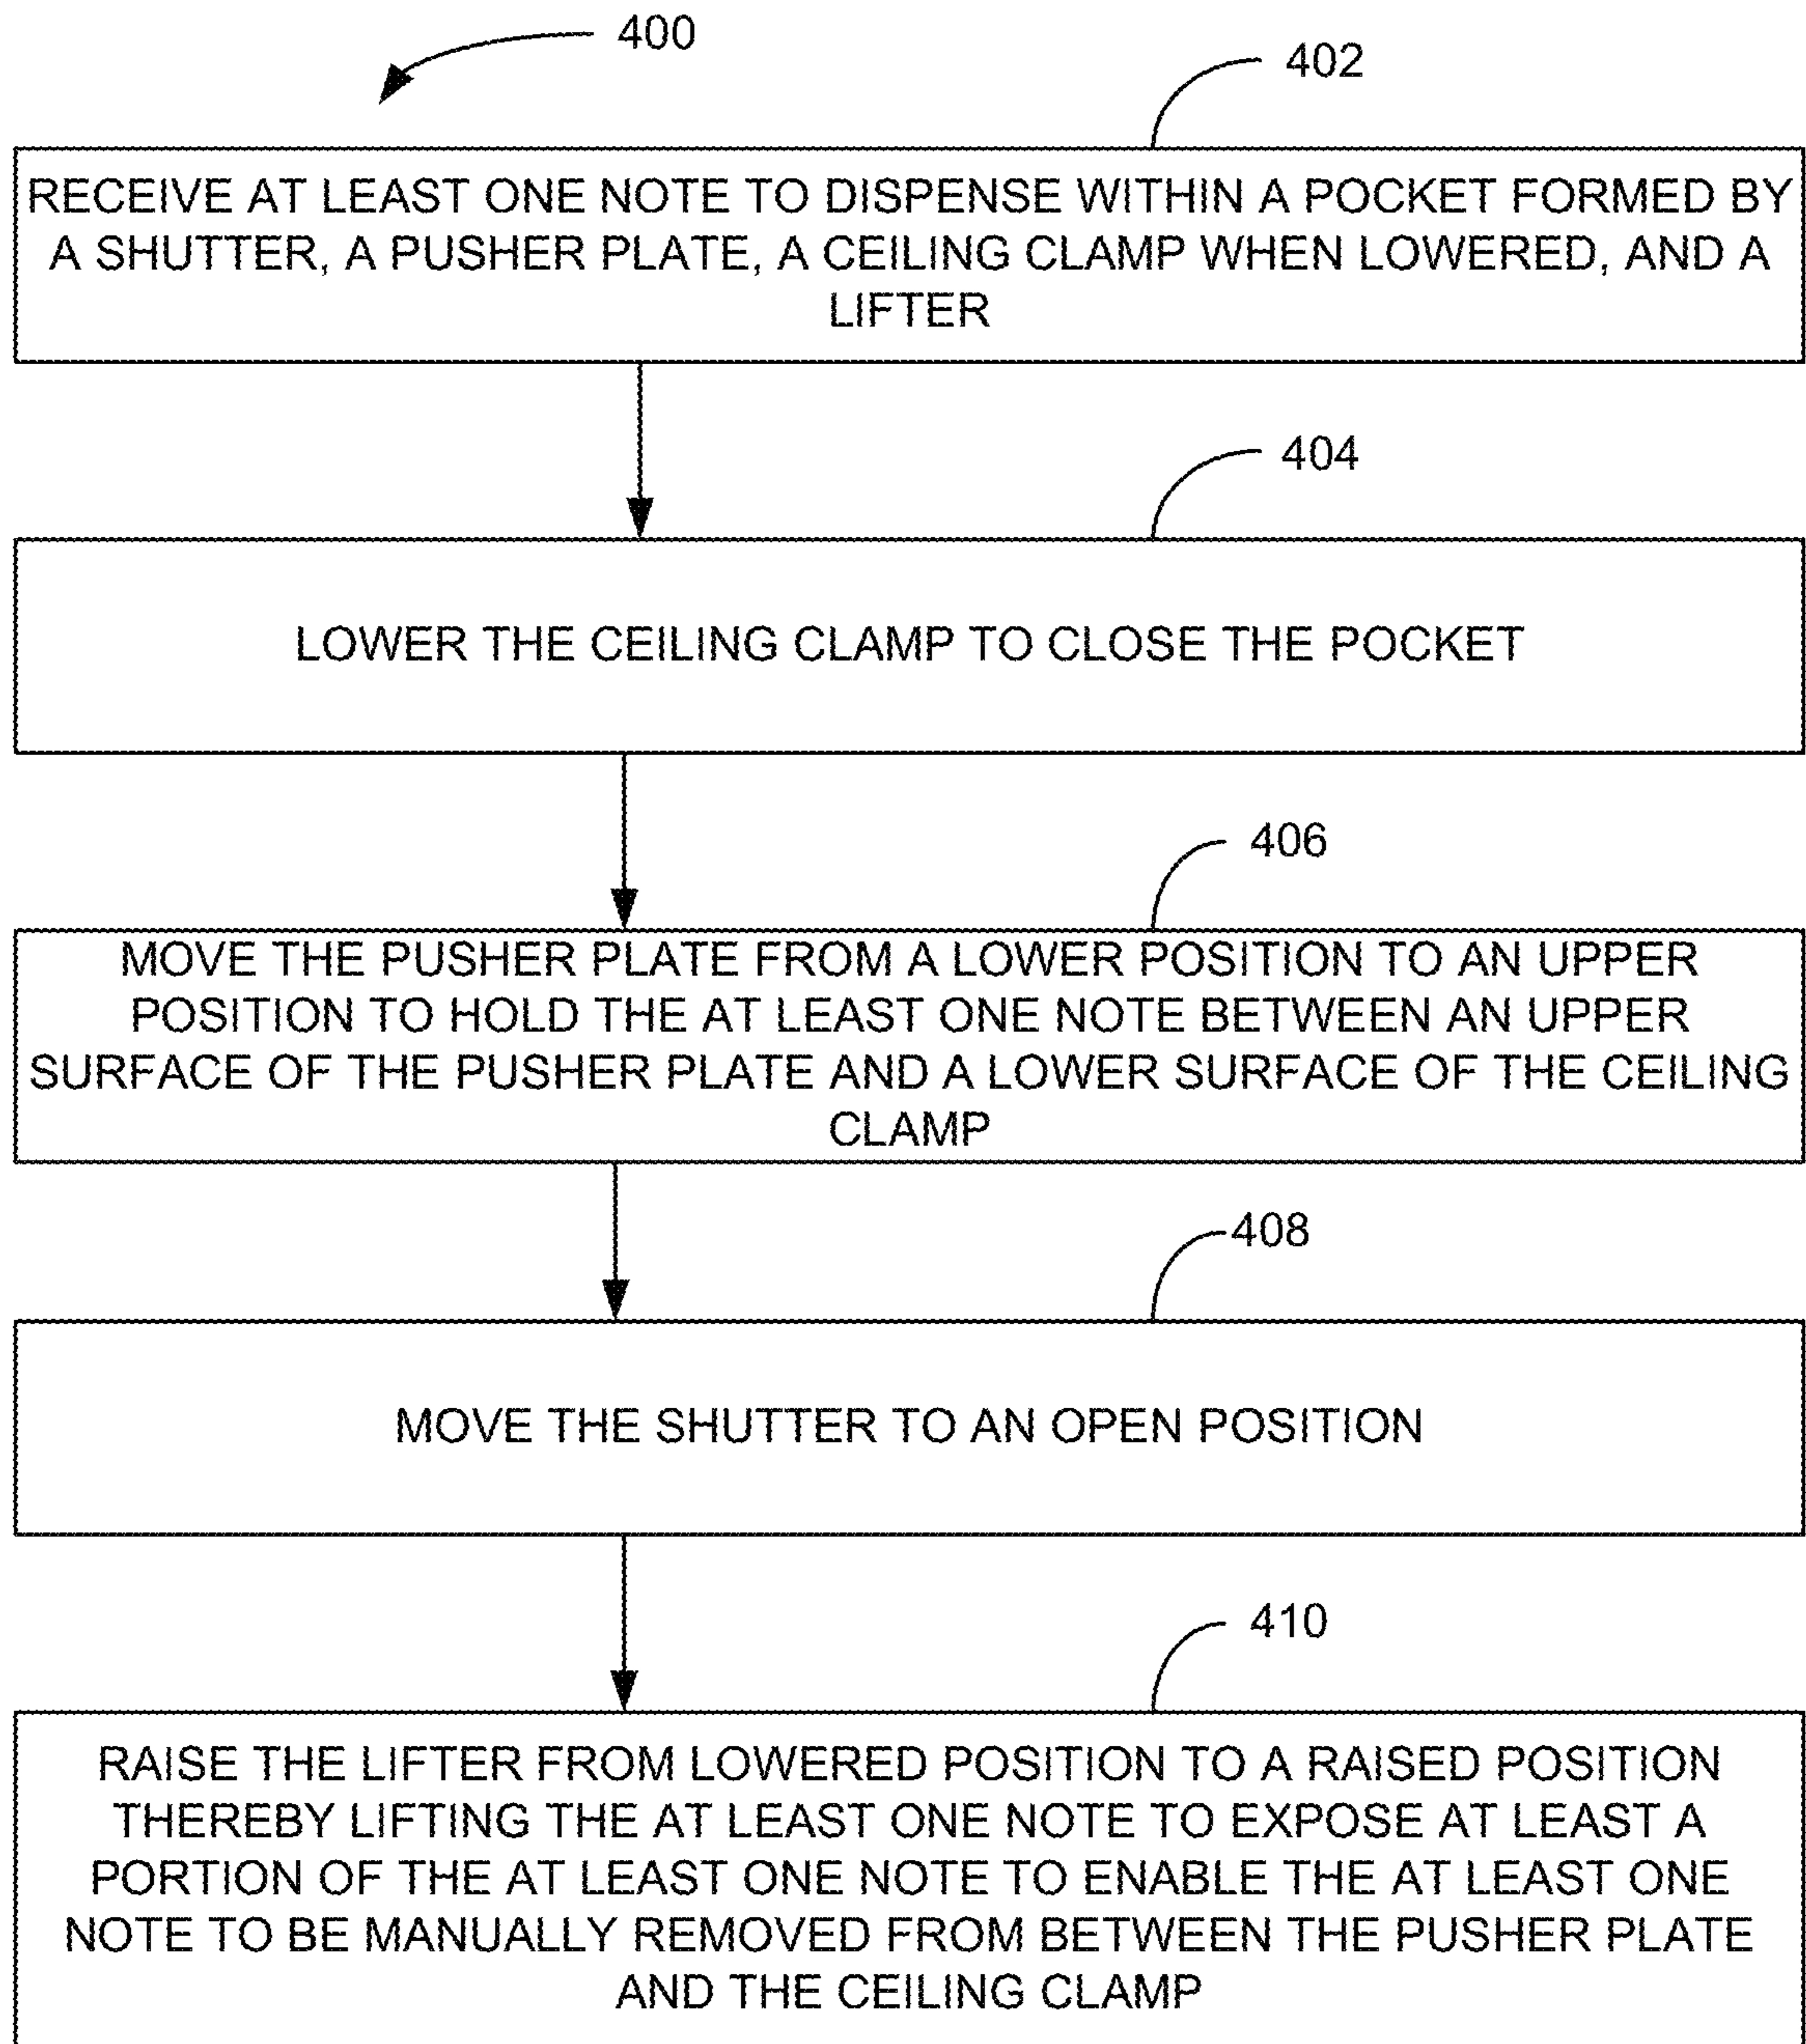 400
402
RECEIVE AT LEAST ONE NOTE TO DISPENSE WITHIN A POCKET FORMED BY
A SHUTTER, A PUSHER PLATE, A CEILING CLAMP WHEN LOWERED, AND A
LIFTER
404
LOWER THE CEILING CLAMP TO CLOSE THE POCKET
406
MOVE THE PUSHER PLATE FROM A LOWER POSITION TO AN UPPER
POSITION TO HOLD THE AT LEAST ONE NOTE BETWEEN AN UPPER
SURFACE OF THE PUSHER PLATE AND A LOWER SURFACE OF THE CEILING
CLAMP
408
MOVE THE SHUTTER TO AN OPEN POSITION
410
RAISE THE LIFTER FROM LOWERED POSITION TO A RAISED POSITION
THEREBY LIFTING THE AT LEAST ONE NOTE TO EXPOSE AT LEAST A
PORTION OF THE AT LEAST ONE NOTE TO ENABLE THE AT LEAST ONE
NOTE TO BE MANUALLY REMOVED FROM BETWEEN THE PUSHER PLATE
AND THE CEILING CLAMP